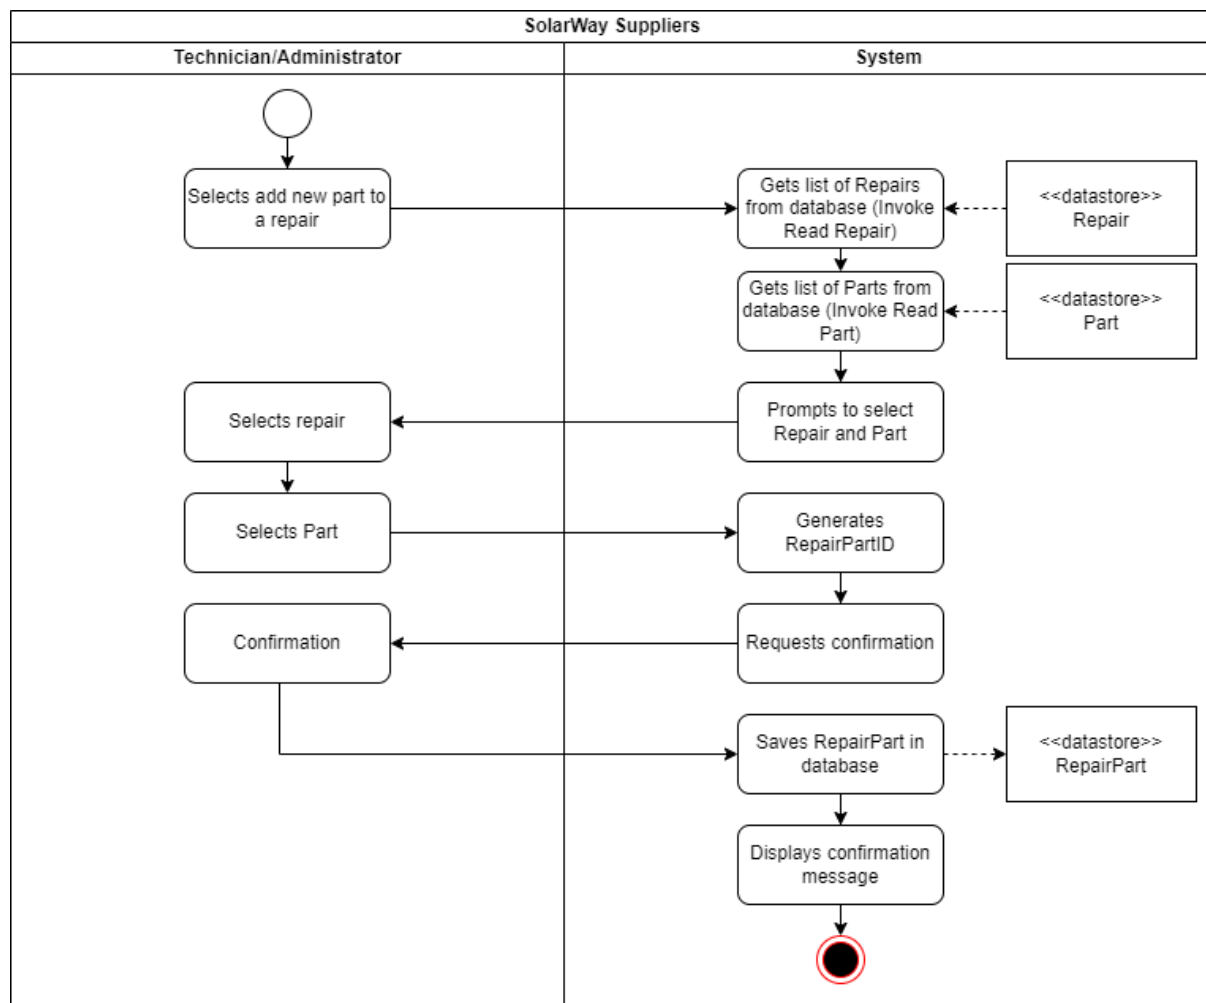 SolarWay Suppliers
Technician/Administrator
System
Selects add new part to
a repair
Gets list of Repairs
from database (Invoke
Read Repair)
<<datastore>>
Repair
Gets list of Parts from
database (Invoke Read
Part)
<<datastore>>
Part
Selects repair
Prompts to select
Repair and Part
Selects Part
Generates
RepairPartID
Confirmation
Requests confirmation
Saves RepairPart in
database
<<datastore>>
RepairPart
Displays confirmation
message